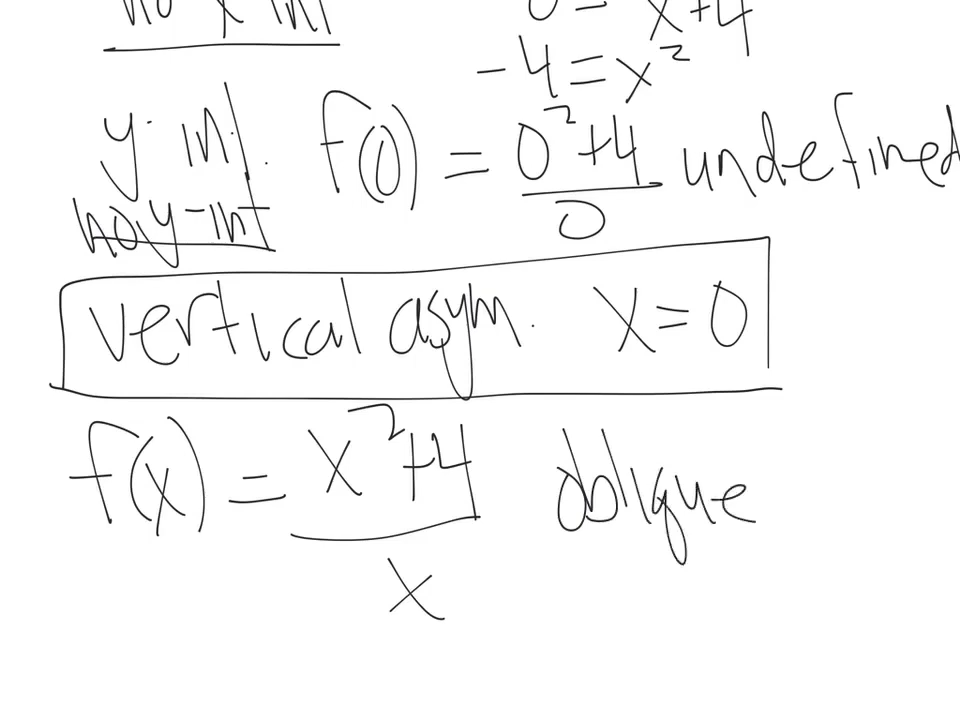 no x int
0 = x²+4
-4 = x²
y int. f(0) = 0²+4 / 0 undefined
no y-int
vertical asym. x=0
f(x) = x²+4 / x oblique